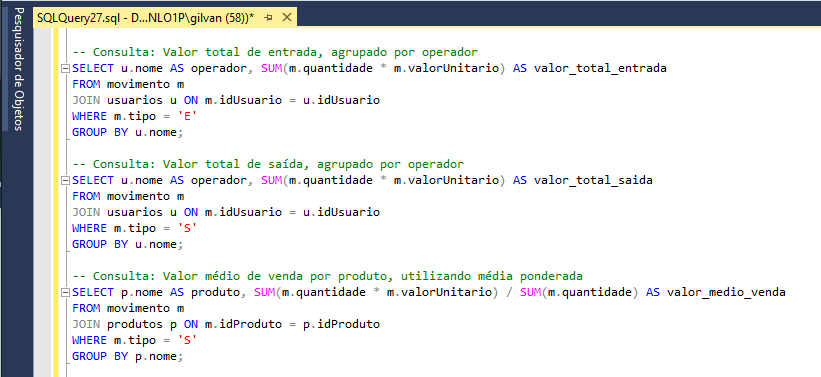 SQLQuery27.sql - D...NLO1P\gilvan (58))*
Pesquisador de Objetos
-- Consulta: Valor total de entrada, agrupado por operador
SELECT u.nome AS operador, SUM(m.quantidade * m.valorUnitario) AS valor_total_entrada
FROM movimento m
JOIN usuarios u ON m.idUsuario = u.idUsuario
WHERE m.tipo = 'E'
GROUP BY u.nome;
-- Consulta: Valor total de saída, agrupado por operador
SELECT u.nome AS operador, SUM(m.quantidade * m.valorUnitario) AS valor_total_saida
FROM movimento m
JOIN usuarios u ON m.idUsuario = u.idUsuario
WHERE m.tipo = 'S'
GROUP BY u.nome;
-- Consulta: Valor médio de venda por produto, utilizando média ponderada
SELECT p.nome AS produto, SUM(m.quantidade * m.valorUnitario) / SUM(m.quantidade) AS valor_medio_venda
FROM movimento m
JOIN produtos p ON m.idProduto = p.idProduto
WHERE m.tipo = 'S'
GROUP BY p.nome;